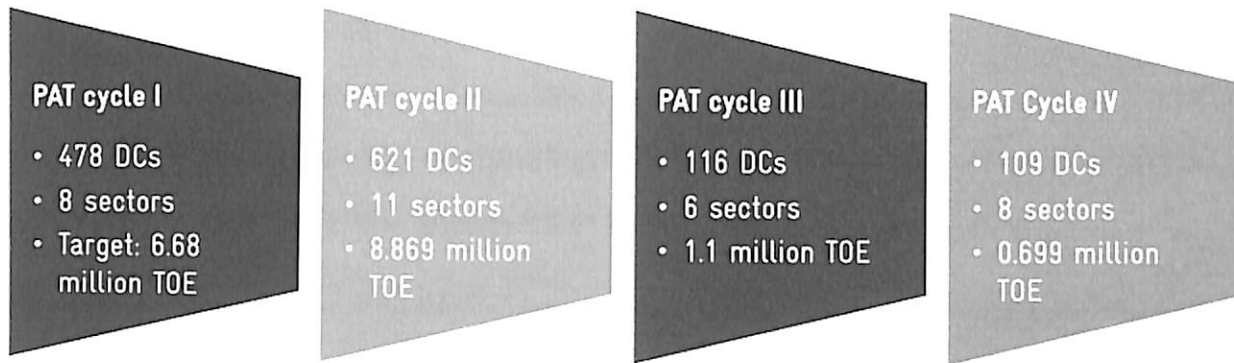 PAT cycle I
• 478 DCs
• 8 sectors
• Target: 6.68
million TOE
PAT cycle II
• 621 DCs
• 11 sectors
• 8.869 million
TOE
PAT cycle III
• 116 DCs
• 6 sectors
• 1.1 million TOE
PAT Cycle IV
• 109 DCs
• 8 sectors
• 0.699 million
TOE